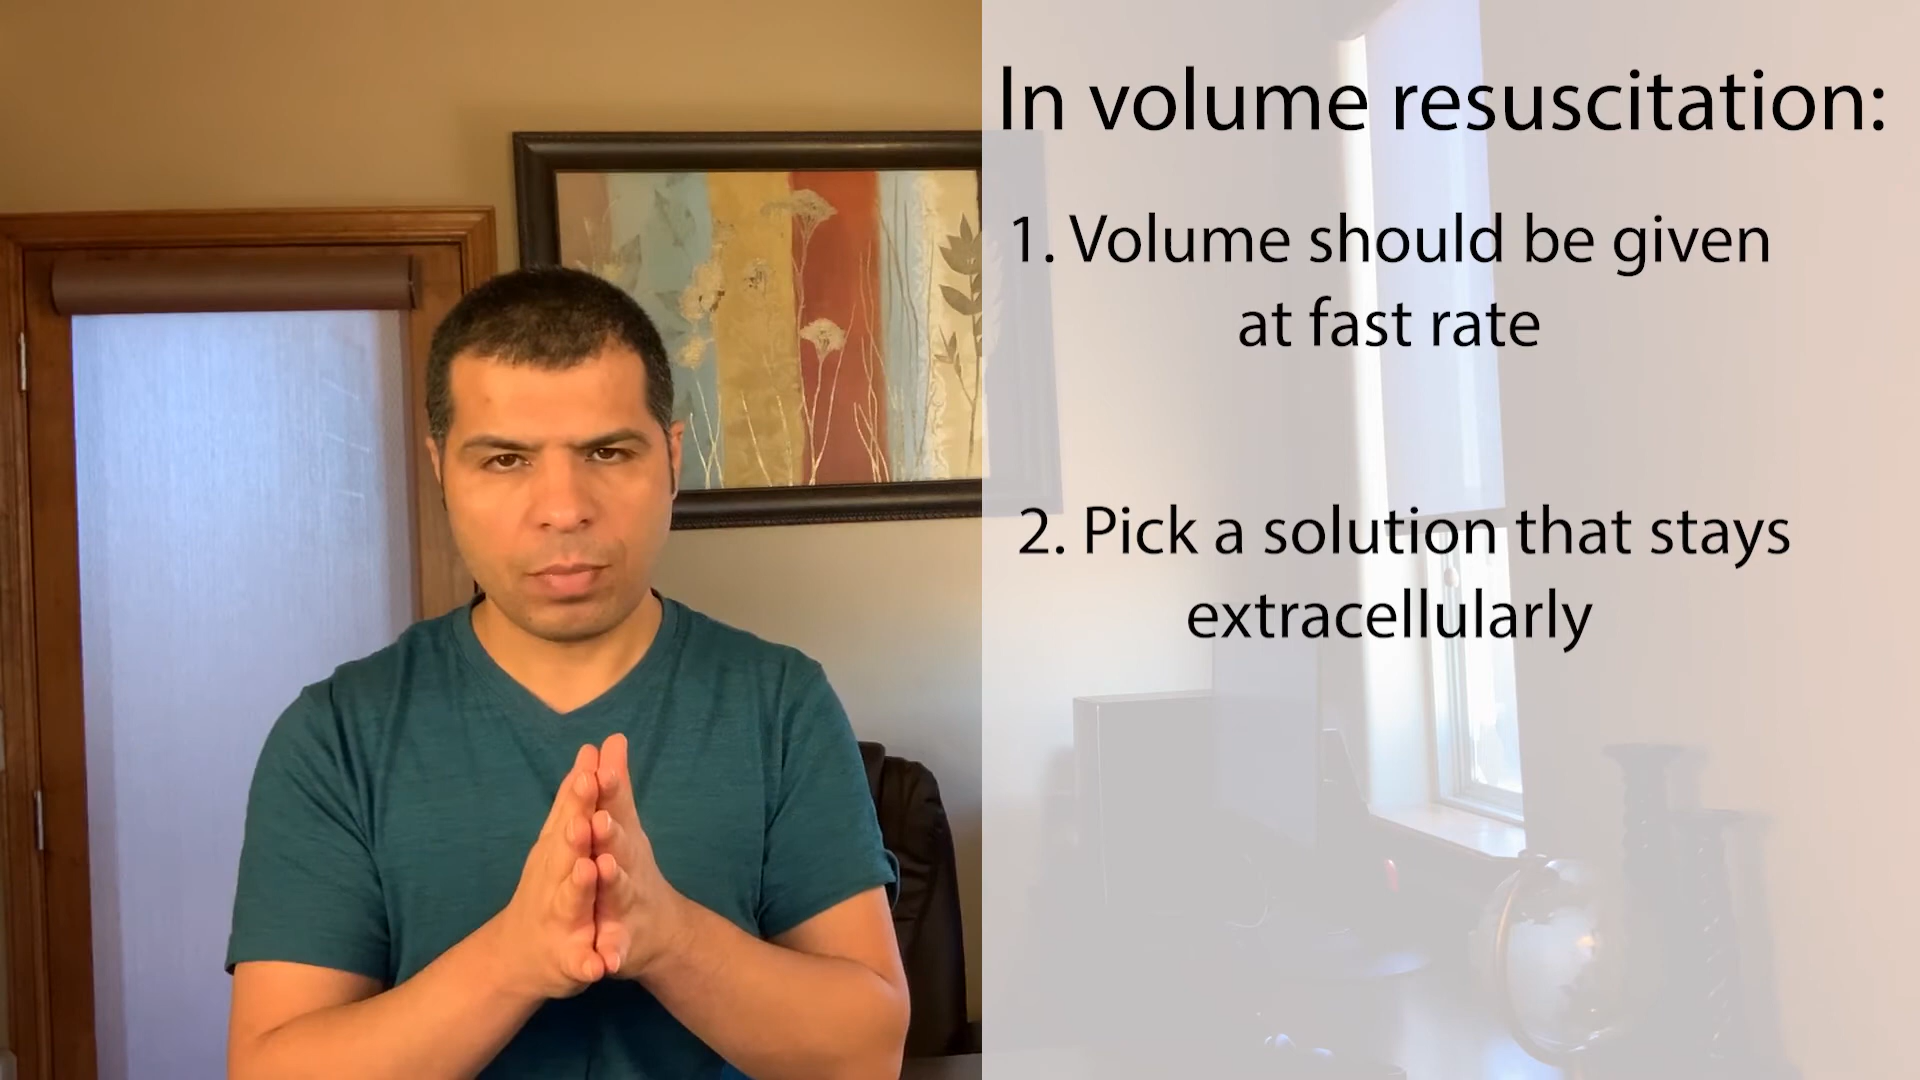 In volume resuscitation:
1. Volume should be given
at fast rate
2. Pick a solution that stays
extracellularly